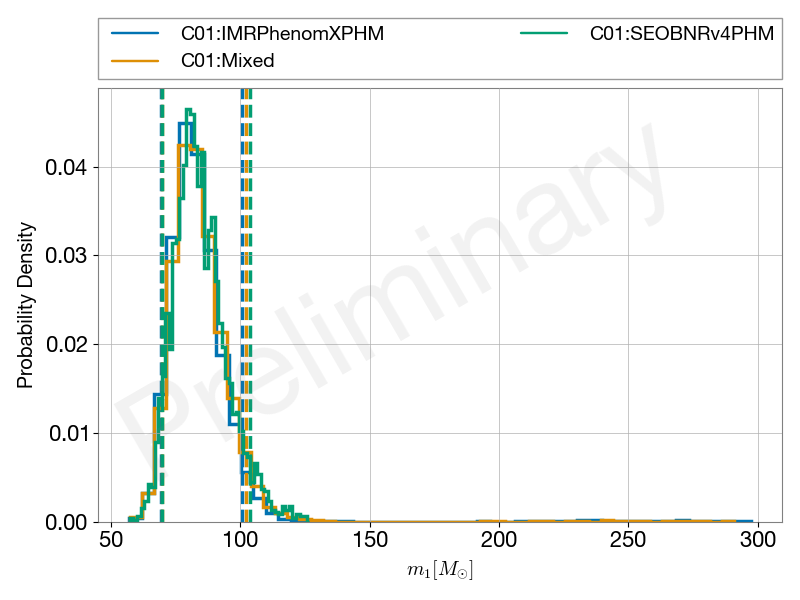 C01:IMRPhenomXPHM
C01:Mixed
C01:SEOBNRv4PHM
Preliminary
Probability Density
0.04
0.03
0.02
0.01
0.00
50 100 150 200 250 300
m₁[M⊙]